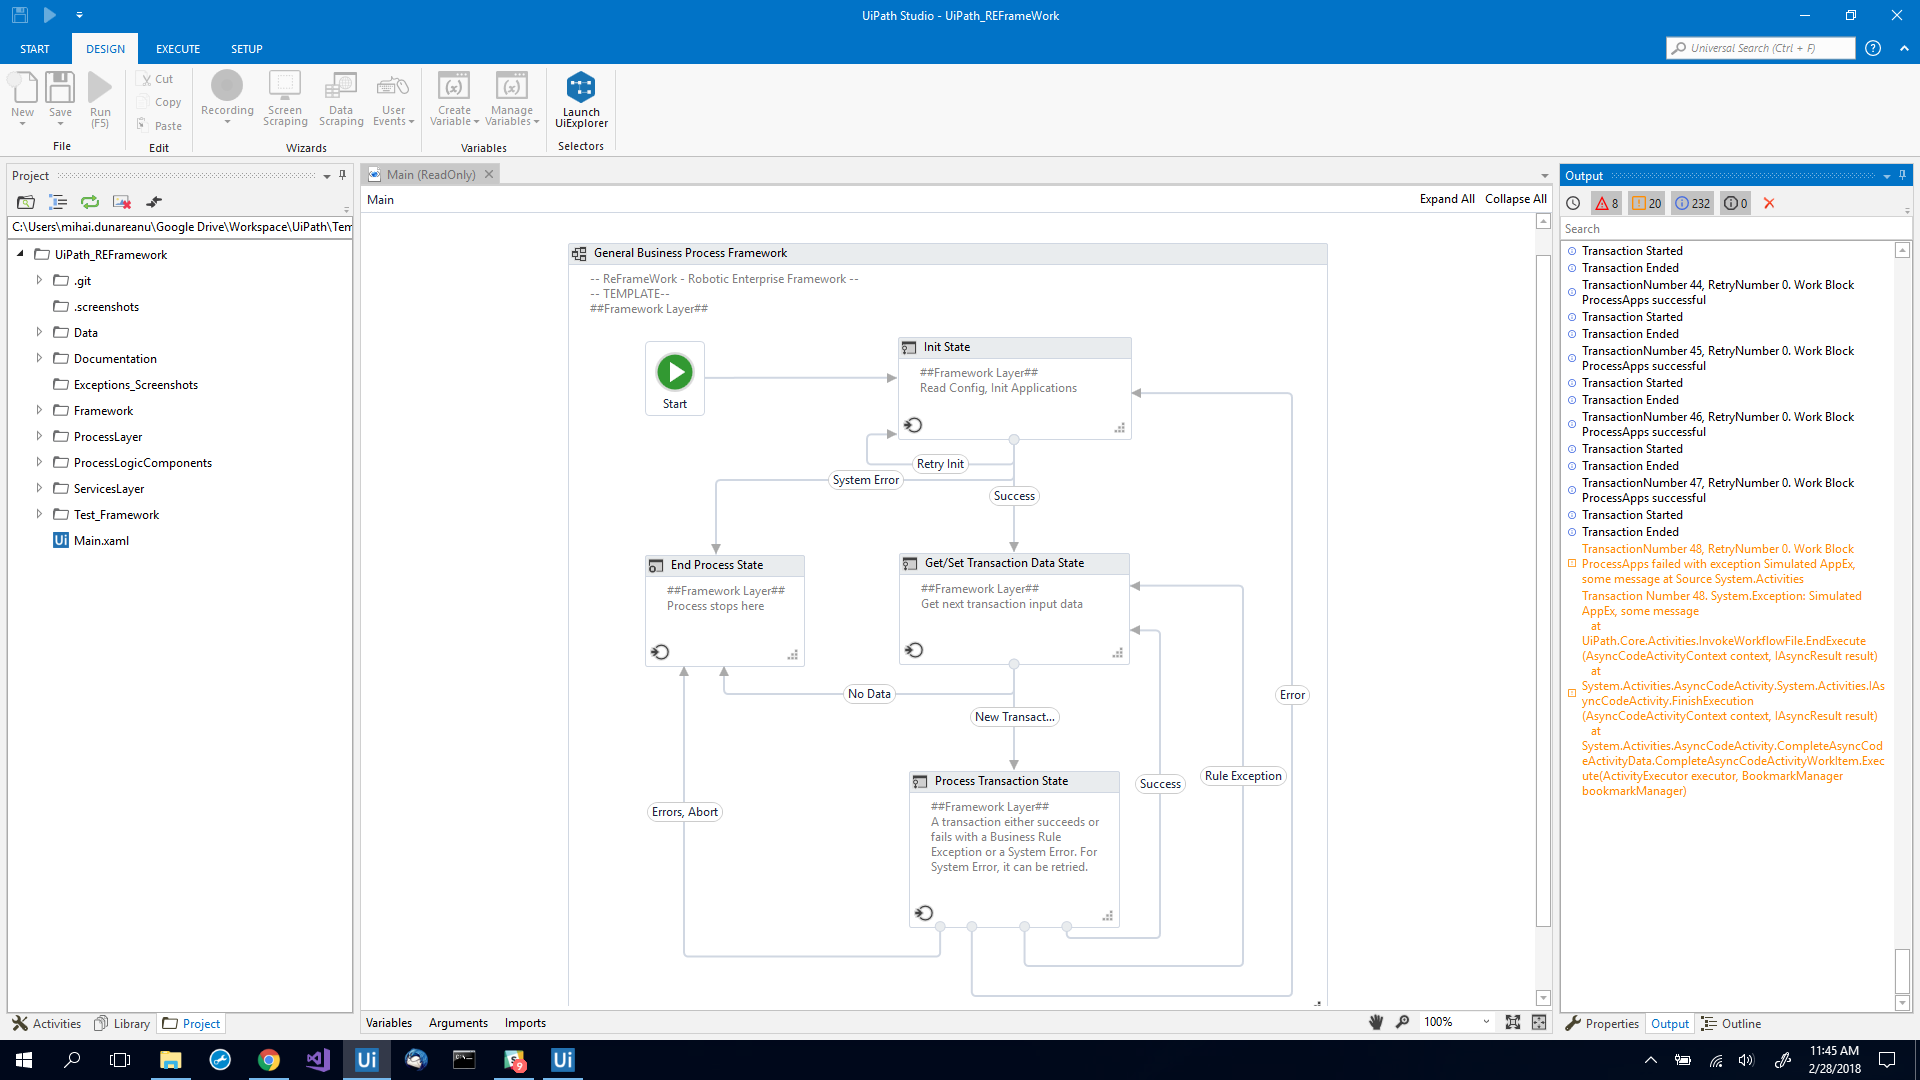 UiPath Studio - UiPath_REFrameWork
START
DESIGN
EXECUTE
SETUP
Universal Search (Ctrl + F)
New
Save
Run
(F5)
File
Cut
Copy
Paste
Edit
Recording
Screen
Scraping
Data
Scraping
User
Events
Wizards
Create
Variable
Manage
Variables
Variables
Launch
UiExplorer
Selectors
Project
C:\Users\mihai.dunareanu\Google Drive\Workspace\UiPath\Tem
UiPath_REFramework
.git
.screenshots
Data
Documentation
Exceptions_Screenshots
Framework
ProcessLayer
ProcessLogicComponents
ServicesLayer
Test_Framework
Ui Main.xaml
Activities
Library
Project
Main (ReadOnly)
Main
Expand All
Collapse All
General Business Process Framework
-- ReFrameWork - Robotic Enterprise Framework --
-- TEMPLATE--
##Framework Layer##
Start
Init State
##Framework Layer##
Read Config, Init Applications
Retry Init
System Error
Success
End Process State
##Framework Layer##
Process stops here
Get/Set Transaction Data State
##Framework Layer##
Get next transaction input data
No Data
New Transact...
Error
Process Transaction State
##Framework Layer##
A transaction either succeeds or
fails with a Business Rule
Exception or a System Error. For
System Error, it can be retried.
Success
Rule Exception
Errors, Abort
Variables
Arguments
Imports
100%
Output
8
20
232
0
Search
Transaction Started
Transaction Ended
TransactionNumber 44, RetryNumber 0. Work Block
ProcessApps successful
Transaction Started
Transaction Ended
TransactionNumber 45, RetryNumber 0. Work Block
ProcessApps successful
Transaction Started
Transaction Ended
TransactionNumber 46, RetryNumber 0. Work Block
ProcessApps successful
Transaction Started
Transaction Ended
TransactionNumber 47, RetryNumber 0. Work Block
ProcessApps successful
Transaction Started
Transaction Ended
TransactionNumber 48, RetryNumber 0. Work Block
ProcessApps failed with exception Simulated AppEx,
some message at Source System.Activities
Transaction Number 48. System.Exception: Simulated
AppEx, some message
at
UiPath.Core.Activities.InvokeWorkflowFile.EndExecute
(AsyncCodeActivityContext context, IAsyncResult result)
at
System.Activities.AsyncCodeActivity.System.Activities.IAs
yncCodeActivity.FinishExecution
(AsyncCodeActivityContext context, IAsyncResult result)
at
System.Activities.AsyncCodeActivity.CompleteAsyncCod
eActivityData.CompleteAsyncCodeActivityWorkItem.Exec
ute(ActivityExecutor executor, BookmarkManager
bookmarkManager)
Properties
Output
Outline
Ui
9
Ui
11:45 AM
2/28/2018